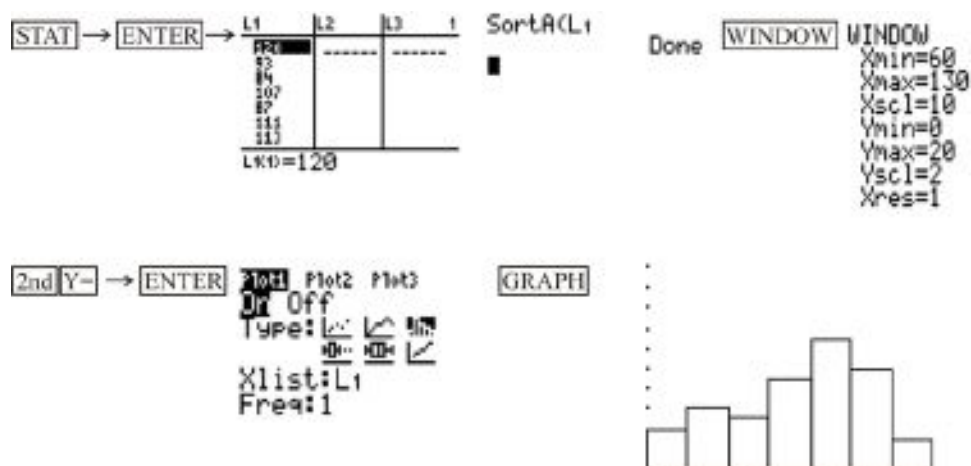 STAT → ENTER →
L1 L2 L3 1
120
93
84
107
87
111
113
L1(1)=120
SortA(L1
Done
WINDOW
WINDOW
Xmin=60
Xmax=130
Xscl=10
Ymin=0
Ymax=20
Yscl=2
Xres=1
2nd Y= → ENTER
Plot1 Plot2 Plot3
On Off
Type:
Xlist:L1
Freq:1
GRAPH